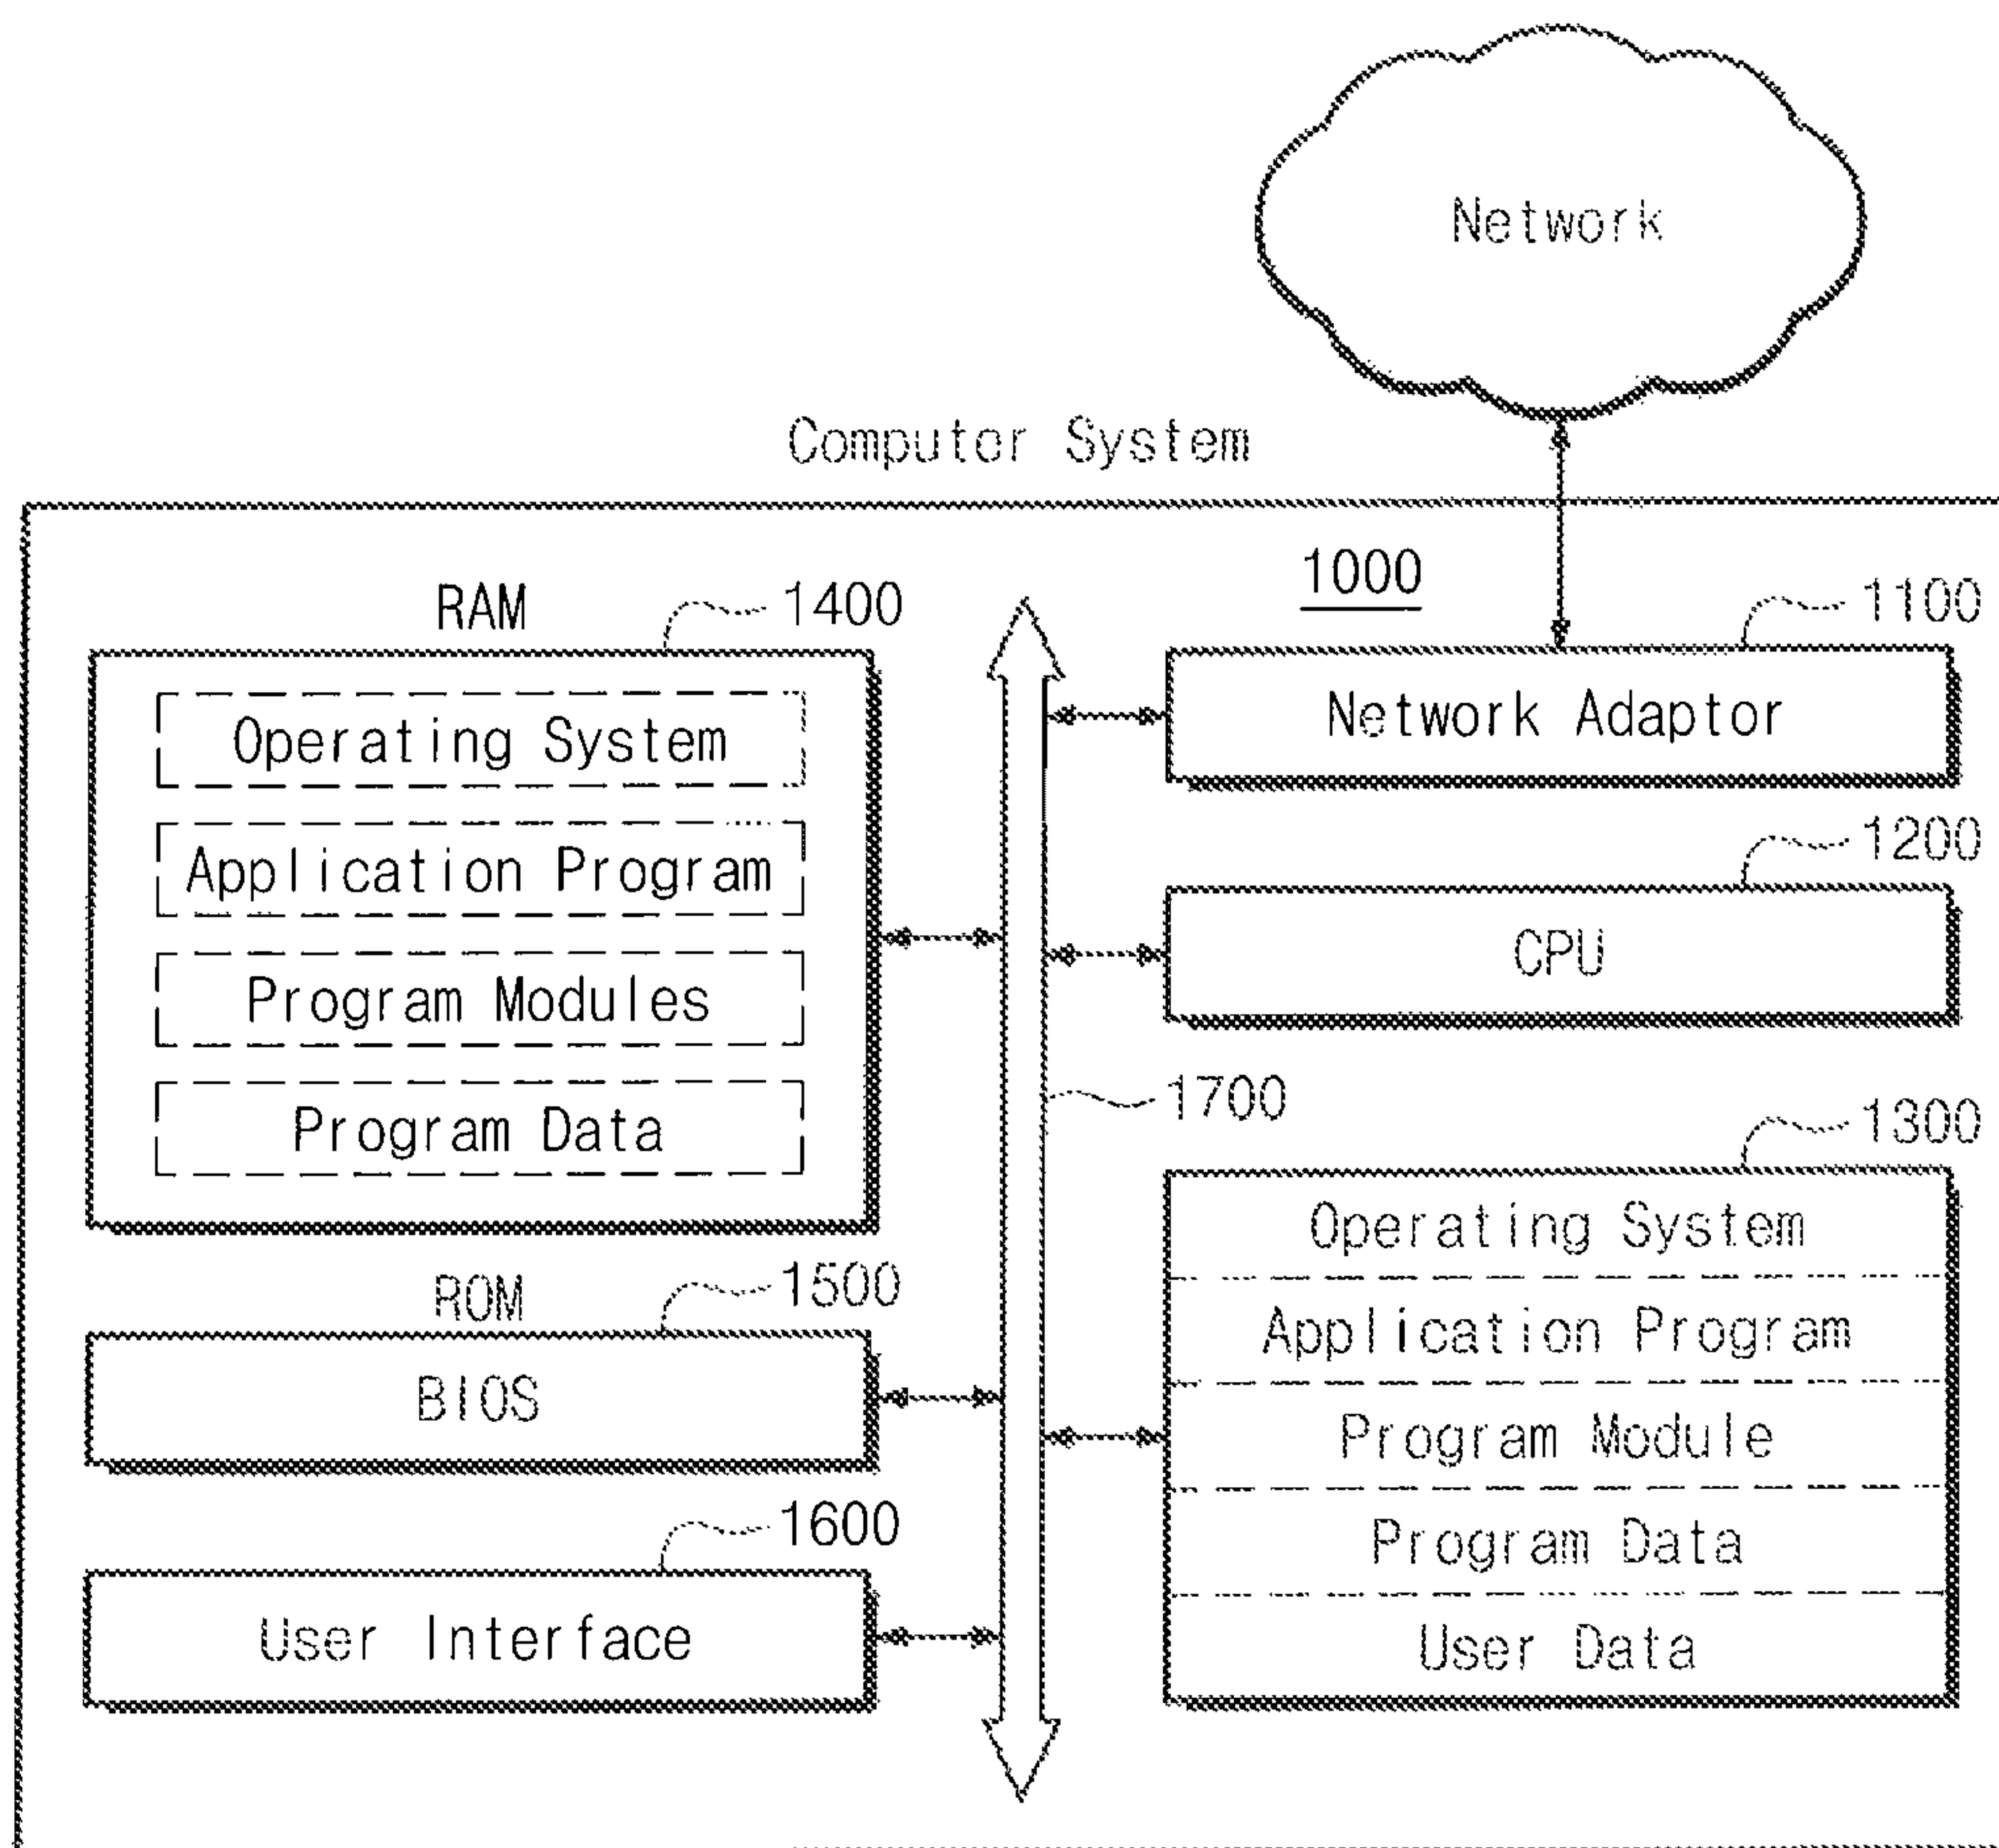 Network
Computer System
1000
RAM
1400
Operating System
Application Program
Program Modules
Program Data
ROM
1500
BIOS
1600
User Interface
1100
Network Adaptor
1200
CPU
1700
1300
Operating System
Application Program
Program Module
Program Data
User Data